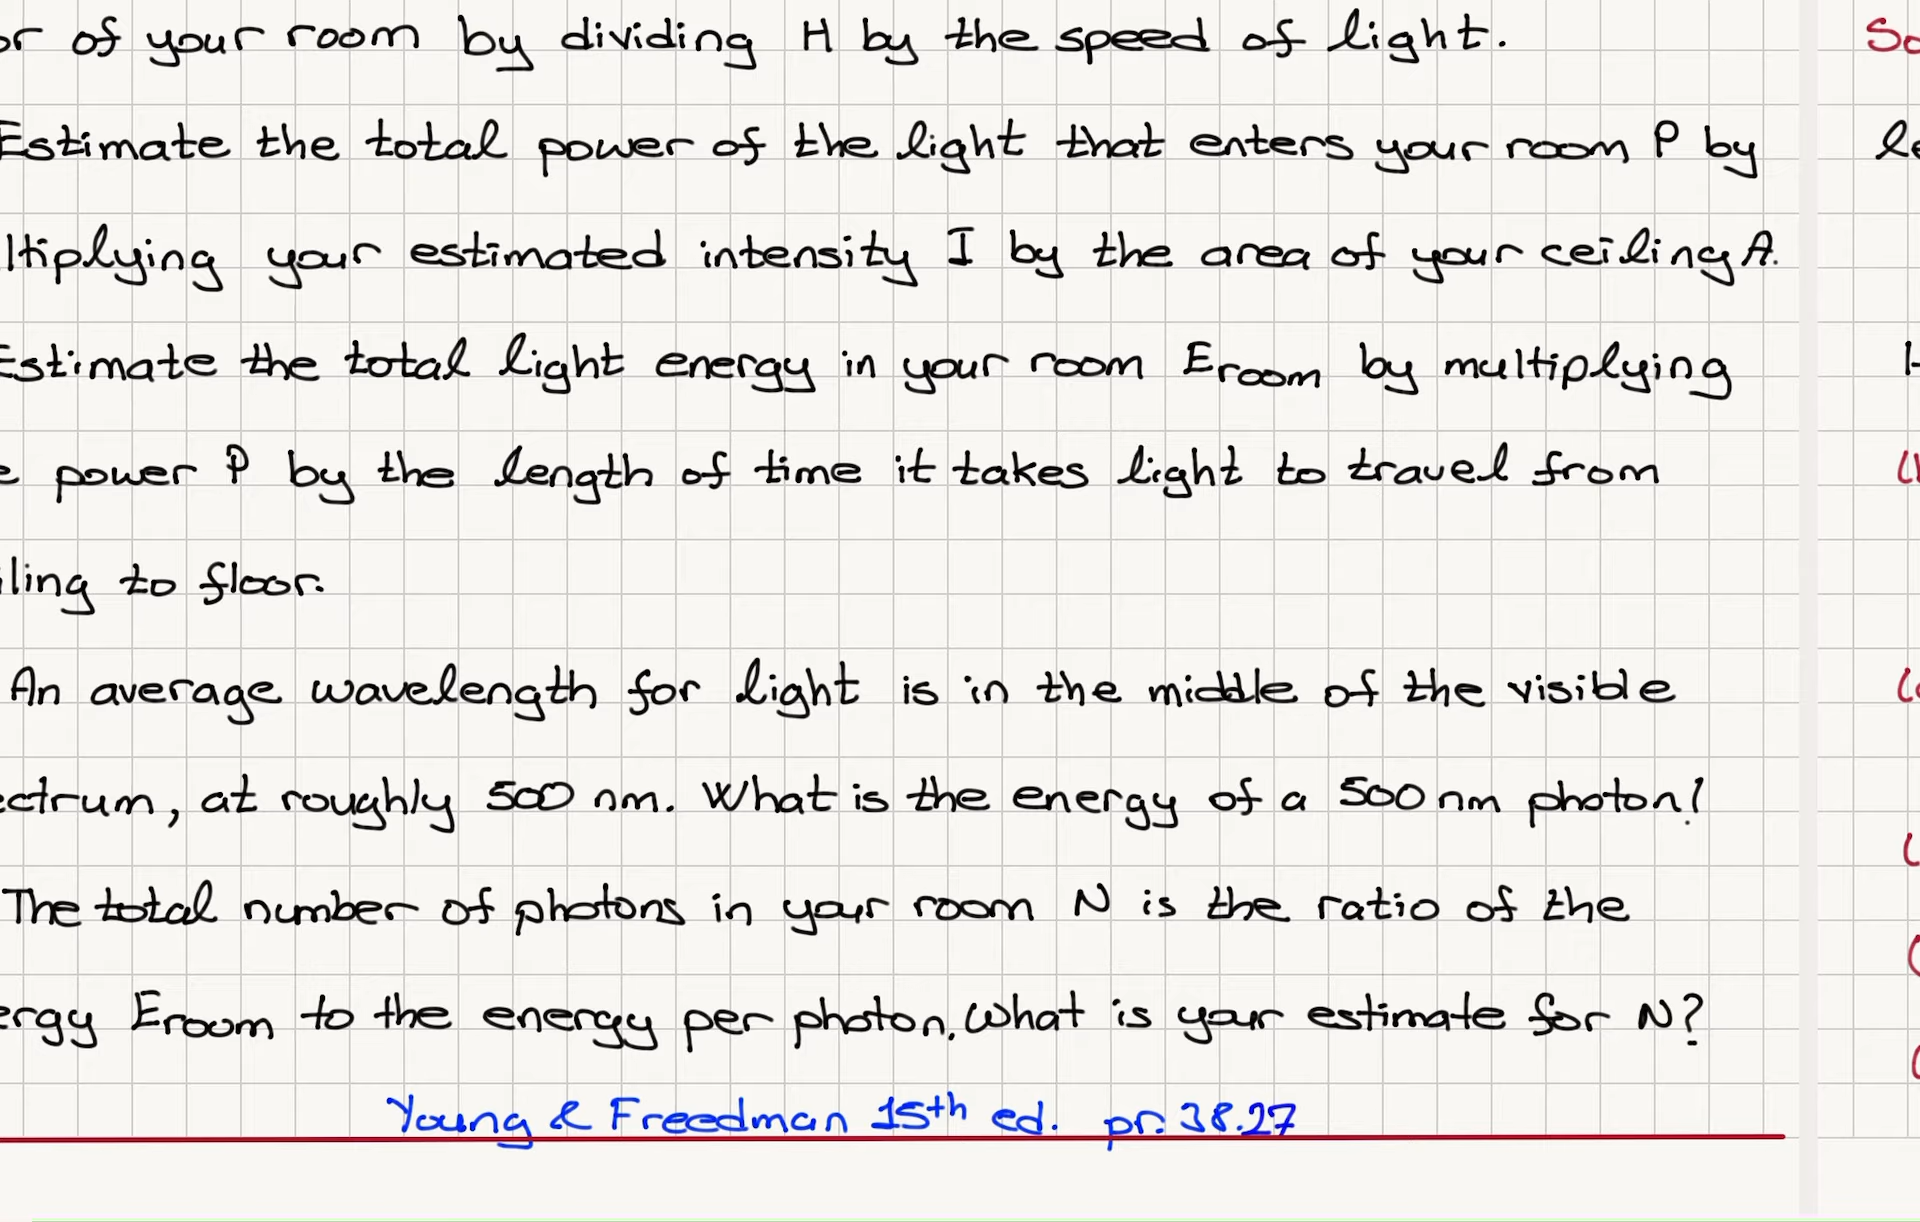 or of your room by dividing H by the speed of light.
Estimate the total power of the light that enters your room P by
ltiplying your estimated intensity I by the area of your ceiling A.
Estimate the total light energy in your room Eroom by multiplying
e power P by the length of time it takes light to travel from
iling to floor.
An average wavelength for light is in the middle of the visible
ectrum, at roughly 500 nm. What is the energy of a 500 nm photon?
The total number of photons in your room N is the ratio of the
ergy Eroom to the energy per photon. What is your estimate for N?
Young & Freedman 15th ed. pr. 38.27
So
le